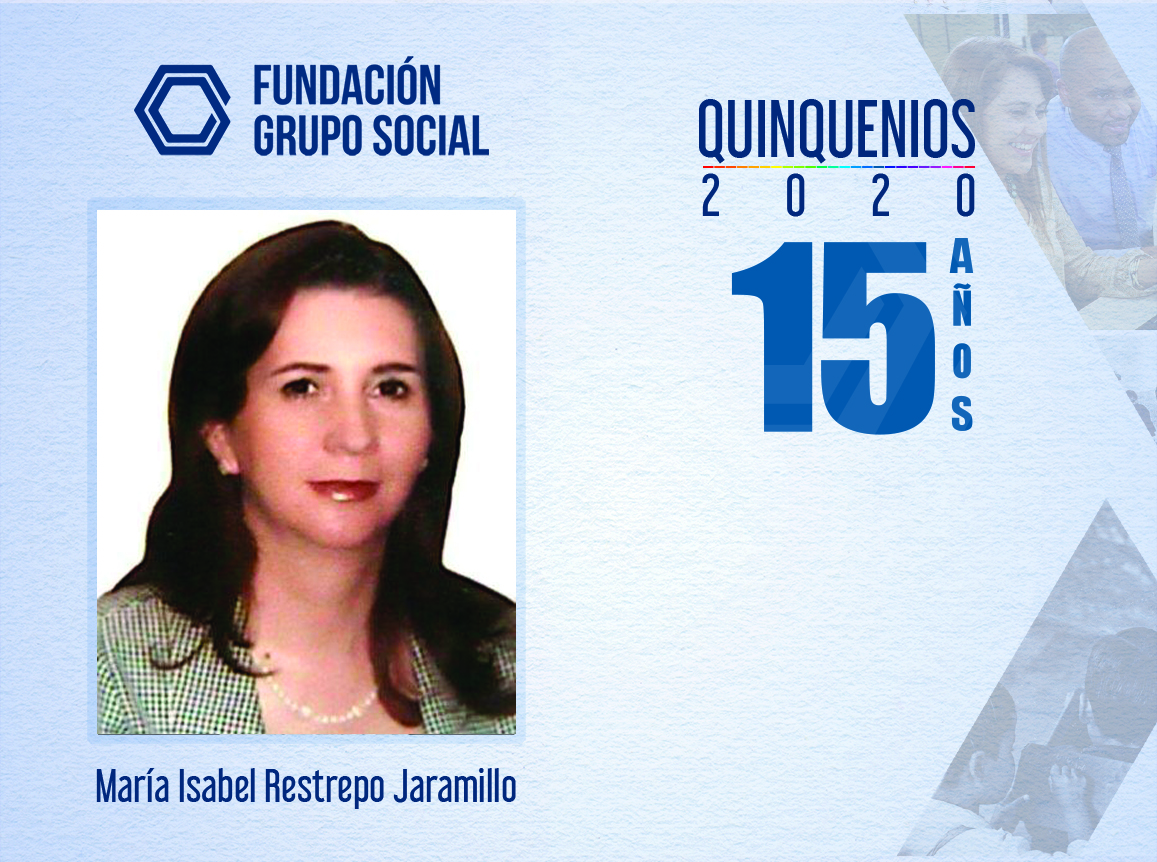 FUNDACIÓN
GRUPO SOCIAL
María Isabel Restrepo Jaramillo
QUINQUENIOS
2020
15 AÑOS